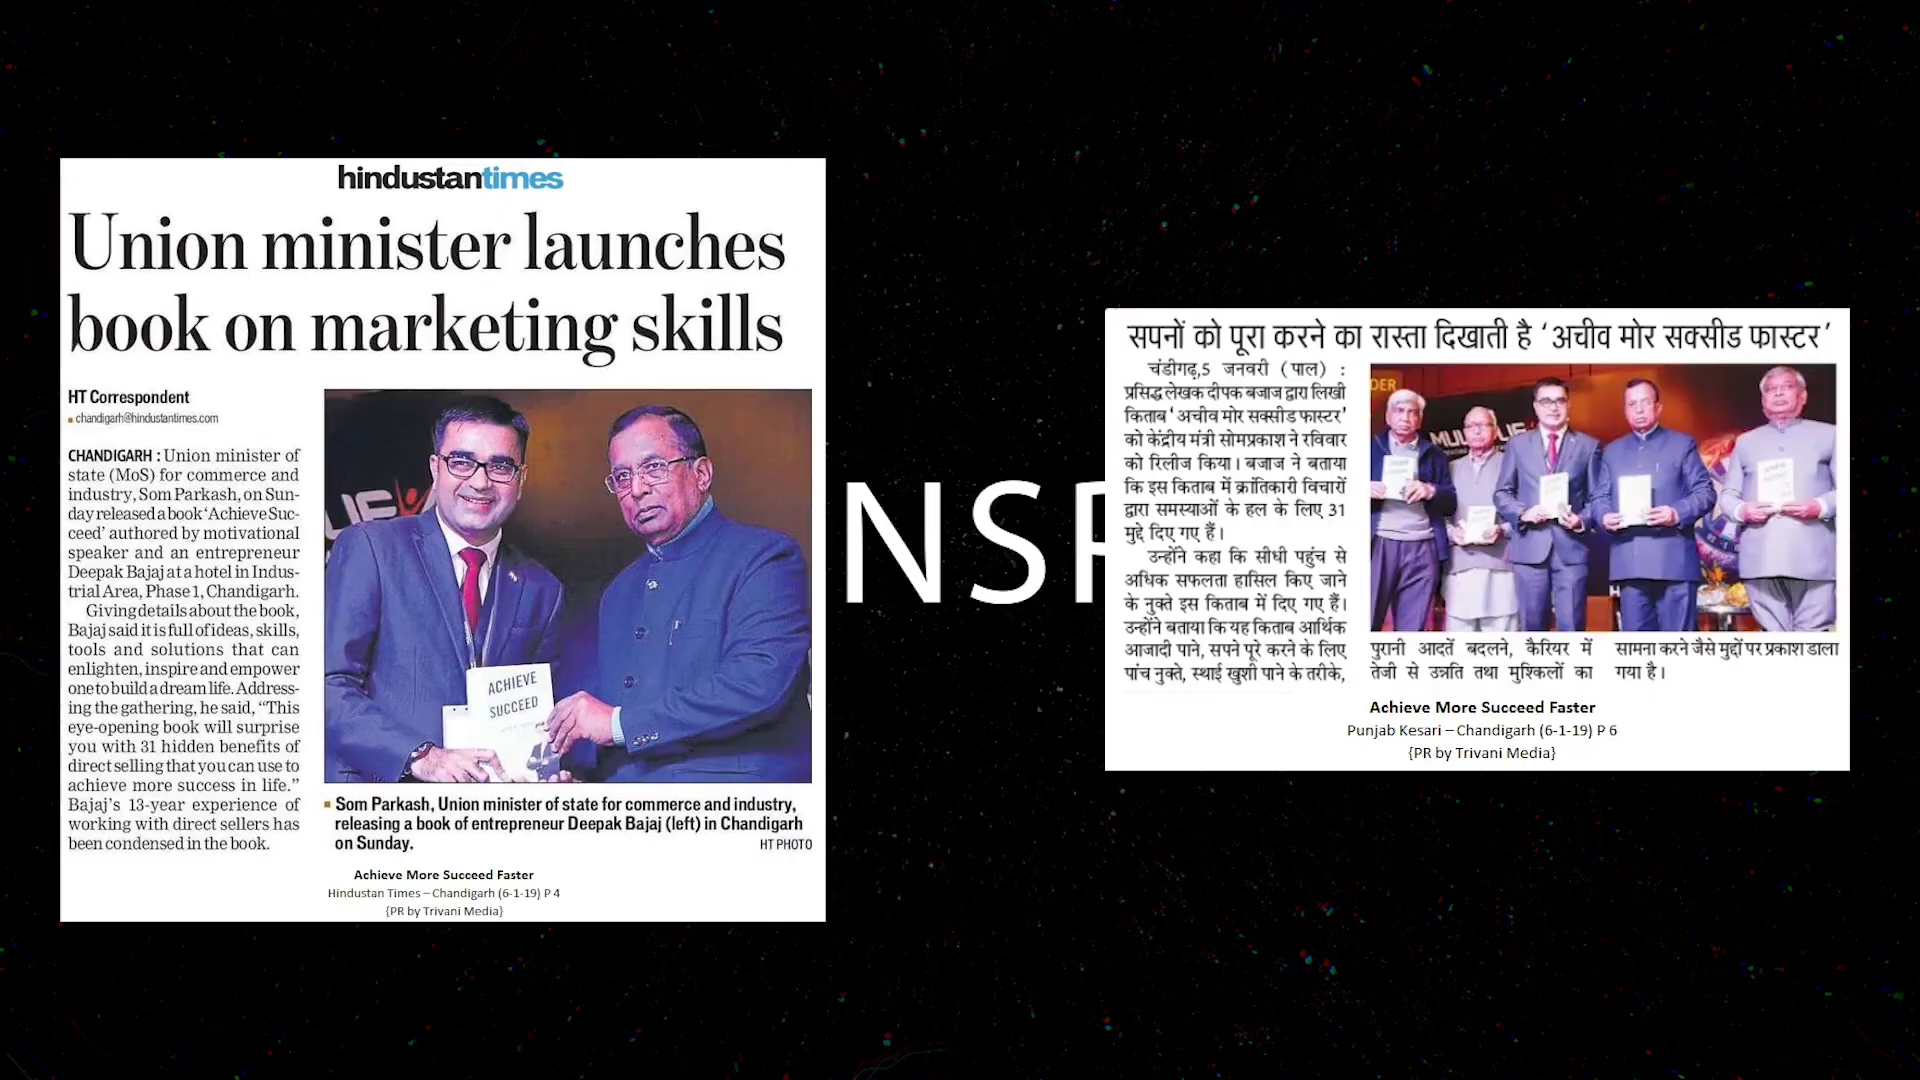 hindustantimes
Union minister launches
book on marketing skills
HT Correspondent
chandigarh@hindustantimes.com
CHANDIGARH : Union minister of
state (MoS) for commerce and
industry, Som Parkash, on Sun-
day released a book ‘Achieve Suc-
ceed’ authored by motivational
speaker and an entrepreneur
Deepak Bajaj at a hotel in Indus-
trial Area, Phase 1, Chandigarh.
Giving details about the book,
Bajaj said it is full of ideas, skills,
tools and solutions that can
enlighten, inspire and empower
one to build a dream life. Address-
ing the gathering, he said, “This
eye-opening book will surprise
you with 31 hidden benefits of
direct selling that you can use to
achieve more success in life.”
Bajaj’s 13-year experience of
working with direct sellers has
been condensed in the book.
ACHIEVE
SUCCEED
Som Parkash, Union minister of state for commerce and industry,
releasing a book of entrepreneur Deepak Bajaj (left) in Chandigarh
on Sunday.
HT PHOTO
Achieve More Succeed Faster
Hindustan Times – Chandigarh (6-1-19) P 4
{PR by Trivani Media}
NSP
सपनों को पूरा करने का रास्ता दिखाती है ‘अचीव मोर सक्सीड फास्टर’
चंडीगढ़,5 जनवरी (पाल) :
प्रसिद्ध लेखक दीपक बजाज द्वारा लिखी
किताब ‘अचीव मोर सक्सीड फास्टर’
को केंद्रीय मंत्री सोमप्रकाश ने रविवार
को रिलीज किया। बजाज ने बताया
कि इस किताब में क्रांतिकारी विचारों
द्वारा समस्याओं के हल के लिए 31
मुद्दे दिए गए हैं।
उन्होंने कहा कि सीधी पहुंच से
अधिक सफलता हासिल किए जाने
के नुक्ते इस किताब में दिए गए हैं।
उन्होंने बताया कि यह किताब आर्थिक
आजादी पाने, सपने पूरे करने के लिए
पांच नुक्ते, स्थाई खुशी पाने के तरीके,
पुरानी आदतें बदलने, कैरियर में
तेजी से उन्नति तथा मुश्किलों का
सामना करने जैसे मुद्दों पर प्रकाश डाला
गया है।
Achieve More Succeed Faster
Punjab Kesari – Chandigarh (6-1-19) P 6
{PR by Trivani Media}